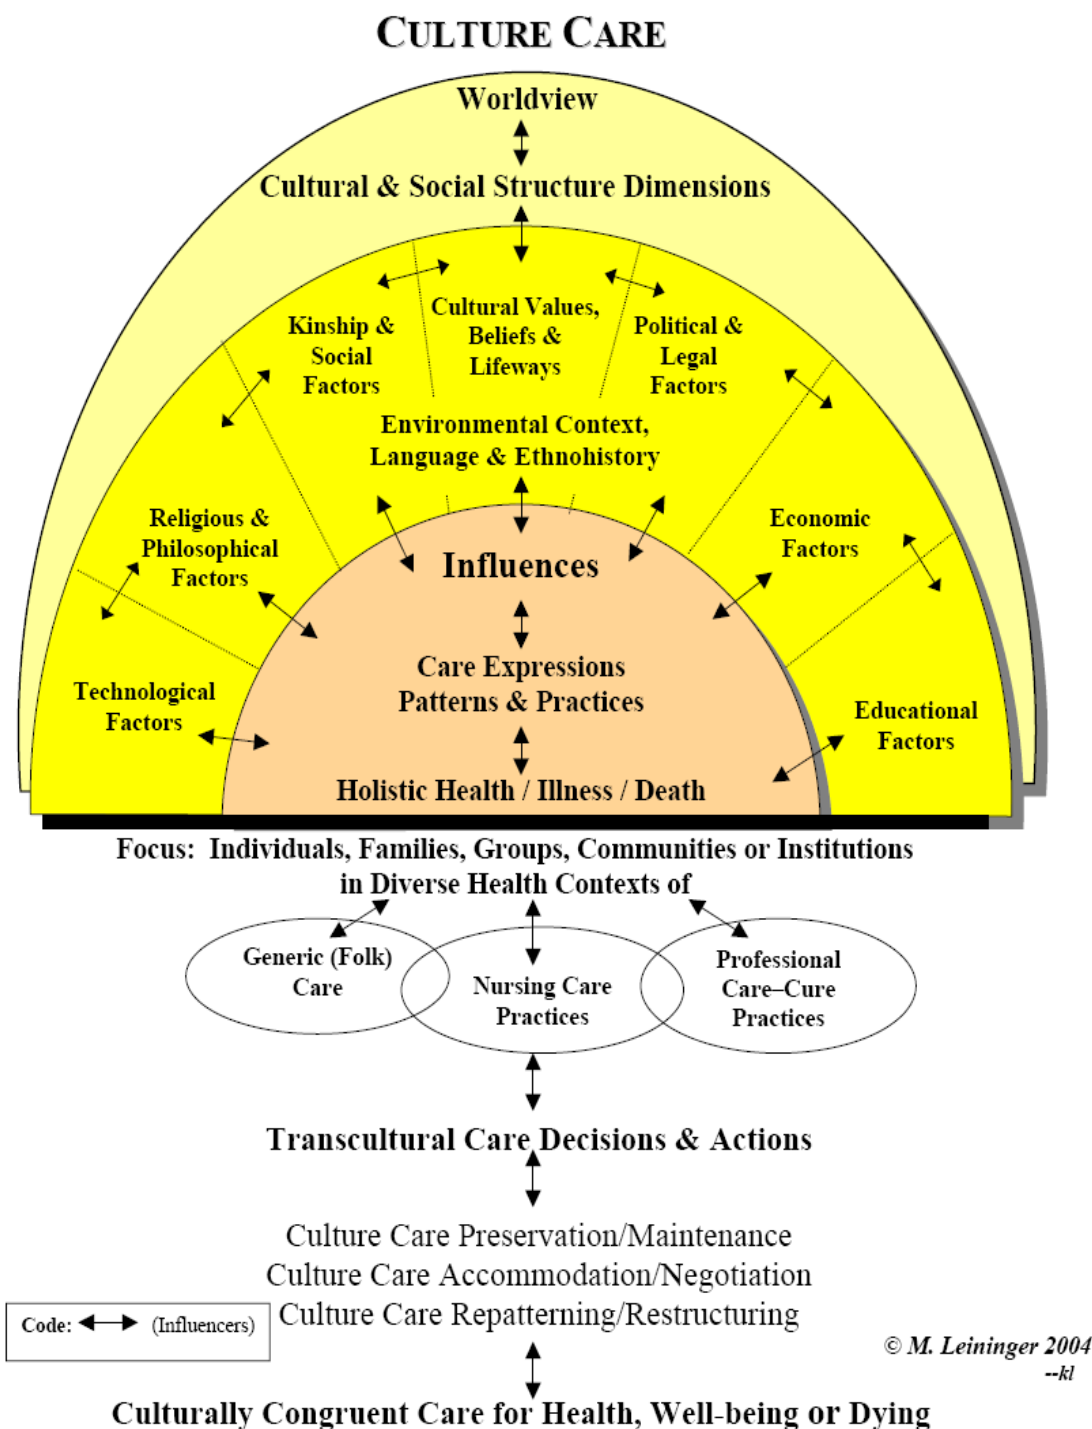 CULTURE CARE
Worldview
Cultural & Social Structure Dimensions
Cultural Values,
Beliefs &
Lifeways
Kinship &
Social
Factors
Political &
Legal
Factors
Environmental Context,
Language & Ethnohistory
Religious &
Philosophical
Factors
Economic
Factors
Technological
Factors
Educational
Factors
Influences
Care Expressions
Patterns & Practices
Holistic Health / Illness / Death
Focus: Individuals, Families, Groups, Communities or Institutions
in Diverse Health Contexts of
Generic (Folk)
Care
Nursing Care
Practices
Professional
Care–Cure
Practices
Transcultural Care Decisions & Actions
Culture Care Preservation/Maintenance
Culture Care Accommodation/Negotiation
Culture Care Repatterning/Restructuring
Code: (Influencers)
© M. Leininger 2004
--kl
Culturally Congruent Care for Health, Well-being or Dying